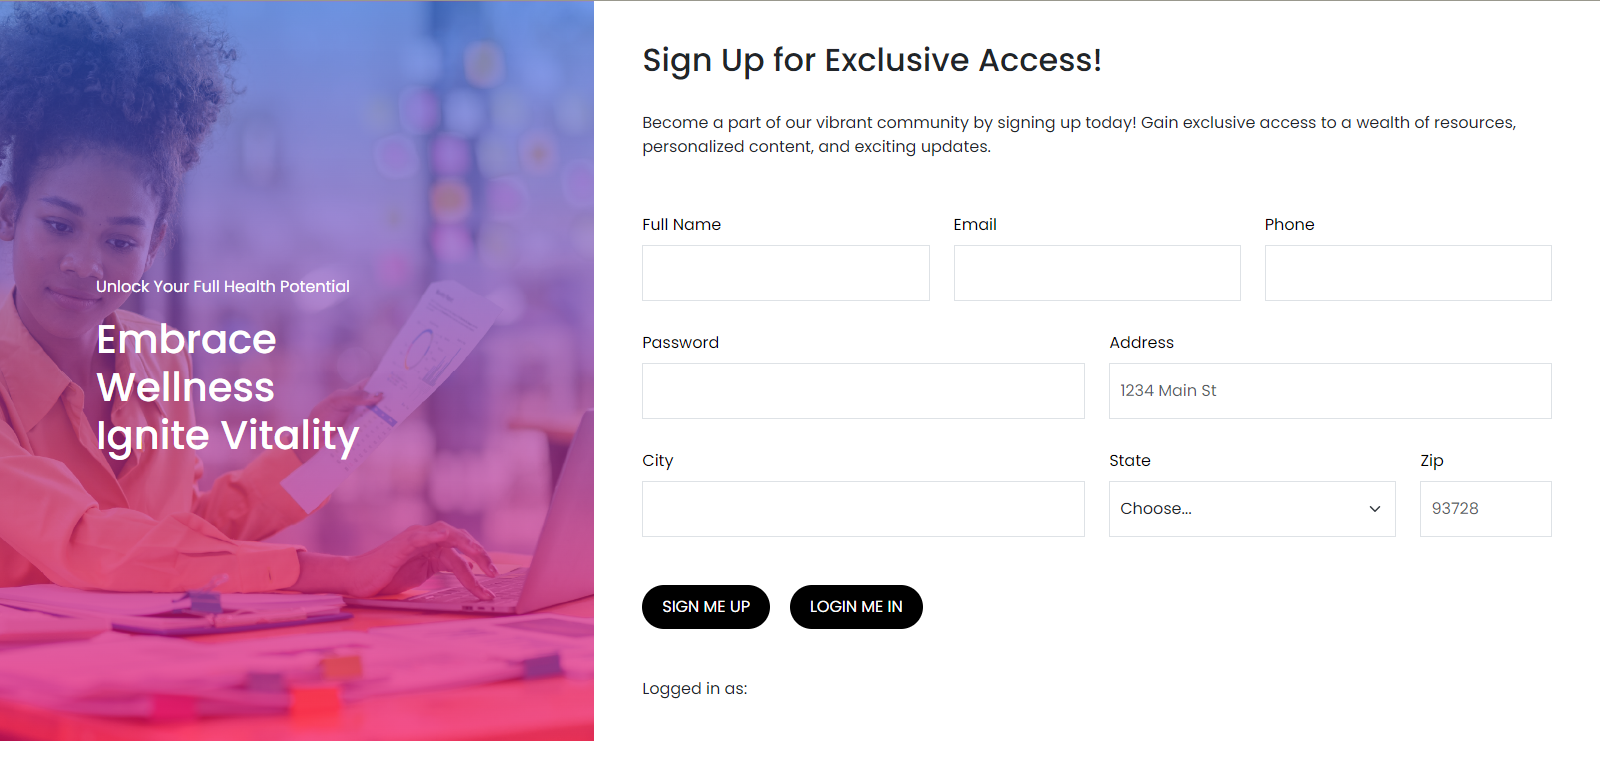 Sign Up for Exclusive Access!
Become a part of our vibrant community by signing up today! Gain exclusive access to a wealth of resources,
personalized content, and exciting updates.
Unlock Your Full Health Potential
Embrace
Wellness
Ignite Vitality
Full Name
Email
Phone
Password
Address
1234 Main St
City
State
Zip
Choose...
93728
SIGN ME UP
LOGIN ME IN
Logged in as: